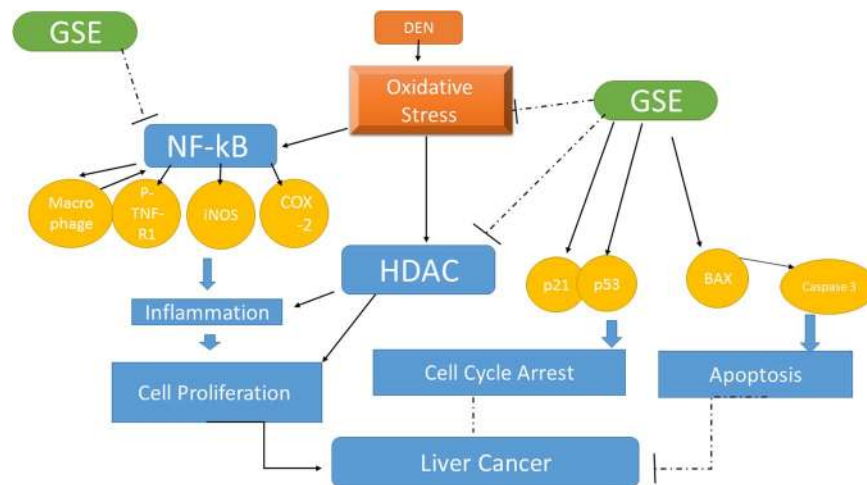 GSE
DEN
Oxidative
Stress
GSE
NF-kB
Macro
phage
P-
TNF-
R1
iNOS
COX
-2
HDAC
p21
p53
BAX
Caspase 3
Inflammation
Cell Proliferation
Cell Cycle Arrest
Apoptosis
Liver Cancer